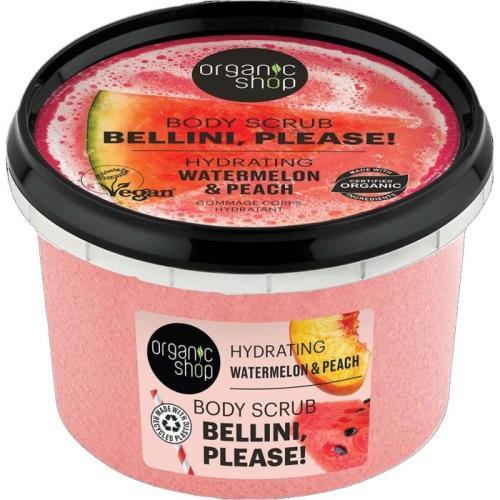 organic
shop
BODY SCRUB
BELLINI, PLEASE!
HYDRATING
WATERMELON
& PEACH
GOMMAGE CORPS
HYDRATANT
Vegan
MADE WITH
CERTIFIED
ORGANIC
INGREDIENTS
organic
shop
HYDRATING
WATERMELON & PEACH
MADE WITH
RECYCLED PLASTIC
BODY SCRUB
BELLINI,
PLEASE!